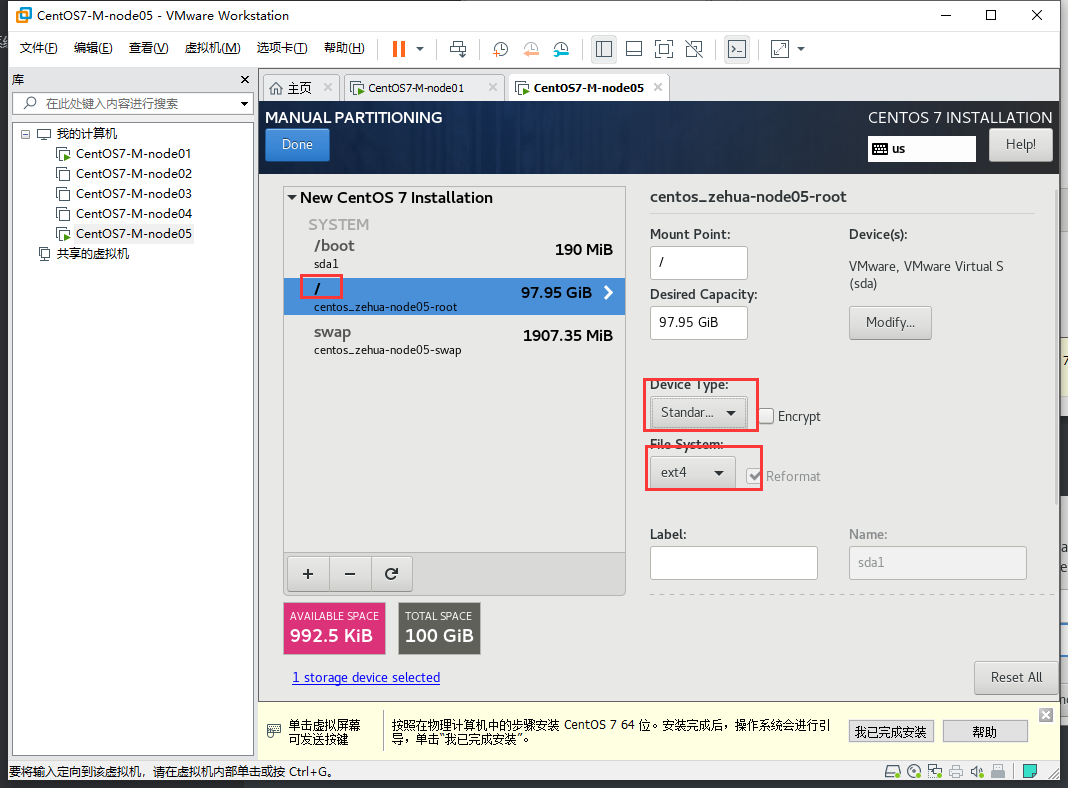 CentOS7-M-node05 - VMware Workstation
文件(F) 编辑(E) 查看(V) 虚拟机(M) 选项卡(T) 帮助(H)
库
在此处键入内容进行搜索
我的计算机
CentOS7-M-node01
CentOS7-M-node02
CentOS7-M-node03
CentOS7-M-node04
CentOS7-M-node05
共享的虚拟机
主页 CentOS7-M-node01 CentOS7-M-node05
MANUAL PARTITIONING
CENTOS 7 INSTALLATION
Done
us
Help!
New CentOS 7 Installation
SYSTEM
/boot 190 MiB
sda1
/ 97.95 GiB
centos_zehua-node05-root
swap 1907.35 MiB
centos_zehua-node05-swap
+ −
AVAILABLE SPACE
992.5 KiB
TOTAL SPACE
100 GiB
1 storage device selected
centos_zehua-node05-root
Mount Point:
/
Device(s):
VMware, VMware Virtual S
(sda)
Desired Capacity:
97.95 GiB
Modify...
Device Type:
Standar...
Encrypt
File System:
ext4
Reformat
Label:
Name:
sda1
Reset All
单击虚拟屏幕
可发送按键
按照在物理计算机中的步骤安装 CentOS 7 64 位。安装完成后，操作系统会进行引
导，单击“我已完成安装”。
我已完成安装
帮助
要将输入定向到该虚拟机，请在虚拟机内部单击或按 Ctrl+G。